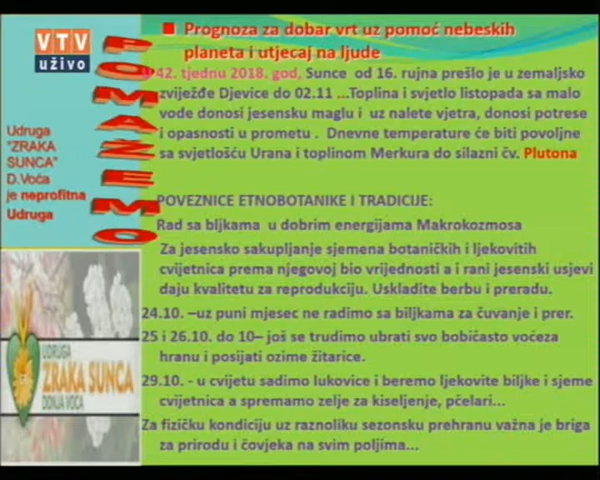 VTV
uživo
POMAŽEMO
Udruga
"ZRAKA
SUNCA"
D.Voća
je neprofitna
Udruga
UDRUGA
ZRAKA SUNCA
DONJA VOĆA
Prognoza za dobar vrt uz pomoć nebeskih
planeta i utjecaj na ljude
U 42. tjednu 2018. god, Sunce od 16. rujna prešlo je u zemaljsko
zviježđe Djevice do 02.11 ...Toplina i svjetlo listopada sa malo
vode donosi jesensku maglu i uz nalete vjetra, donosi potrese
i opasnosti u prometu . Dnevne temperature će biti povoljne
sa svjetlošću Urana i toplinom Merkura do silazni čv. Plutona
POVEZNICE ETNOBOTANIKE I TRADICIJE:
Rad sa bljkama u dobrim energijama Makrokozmosa
Za jesensko sakupljanje sjemena botaničkih i ljekovitih
cvijetnica prema njegovoj bio vrijednosti a i rani jesenski usjevi
daju kvalitetu za reprodukciju. Uskladite berbu i preradu.
24.10. –uz puni mjesec ne radimo sa biljkama za čuvanje i prer.
25 i 26.10. do 10– još se trudimo ubrati svo bobičasto voćeza
hranu i posijati ozime žitarice.
29.10. - u cvijetu sadimo lukovice i beremo ljekovite biljke i sjeme
cvijetnica a spremamo zelje za kiseljenje, pčelari...
Za fizičku kondiciju uz raznoliku sezonsku prehranu važna je briga
za prirodu i čovjeka na svim poljima...